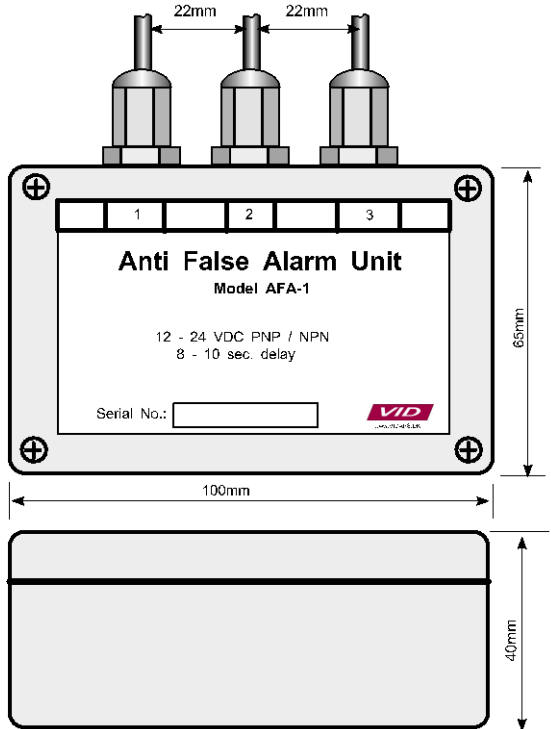 22mm 22mm
1 2 3
Anti False Alarm Unit
Model AFA-1
12 - 24 VDC PNP / NPN
8 - 10 sec. delay
65mm
Serial No.:
VID
100mm
40mm